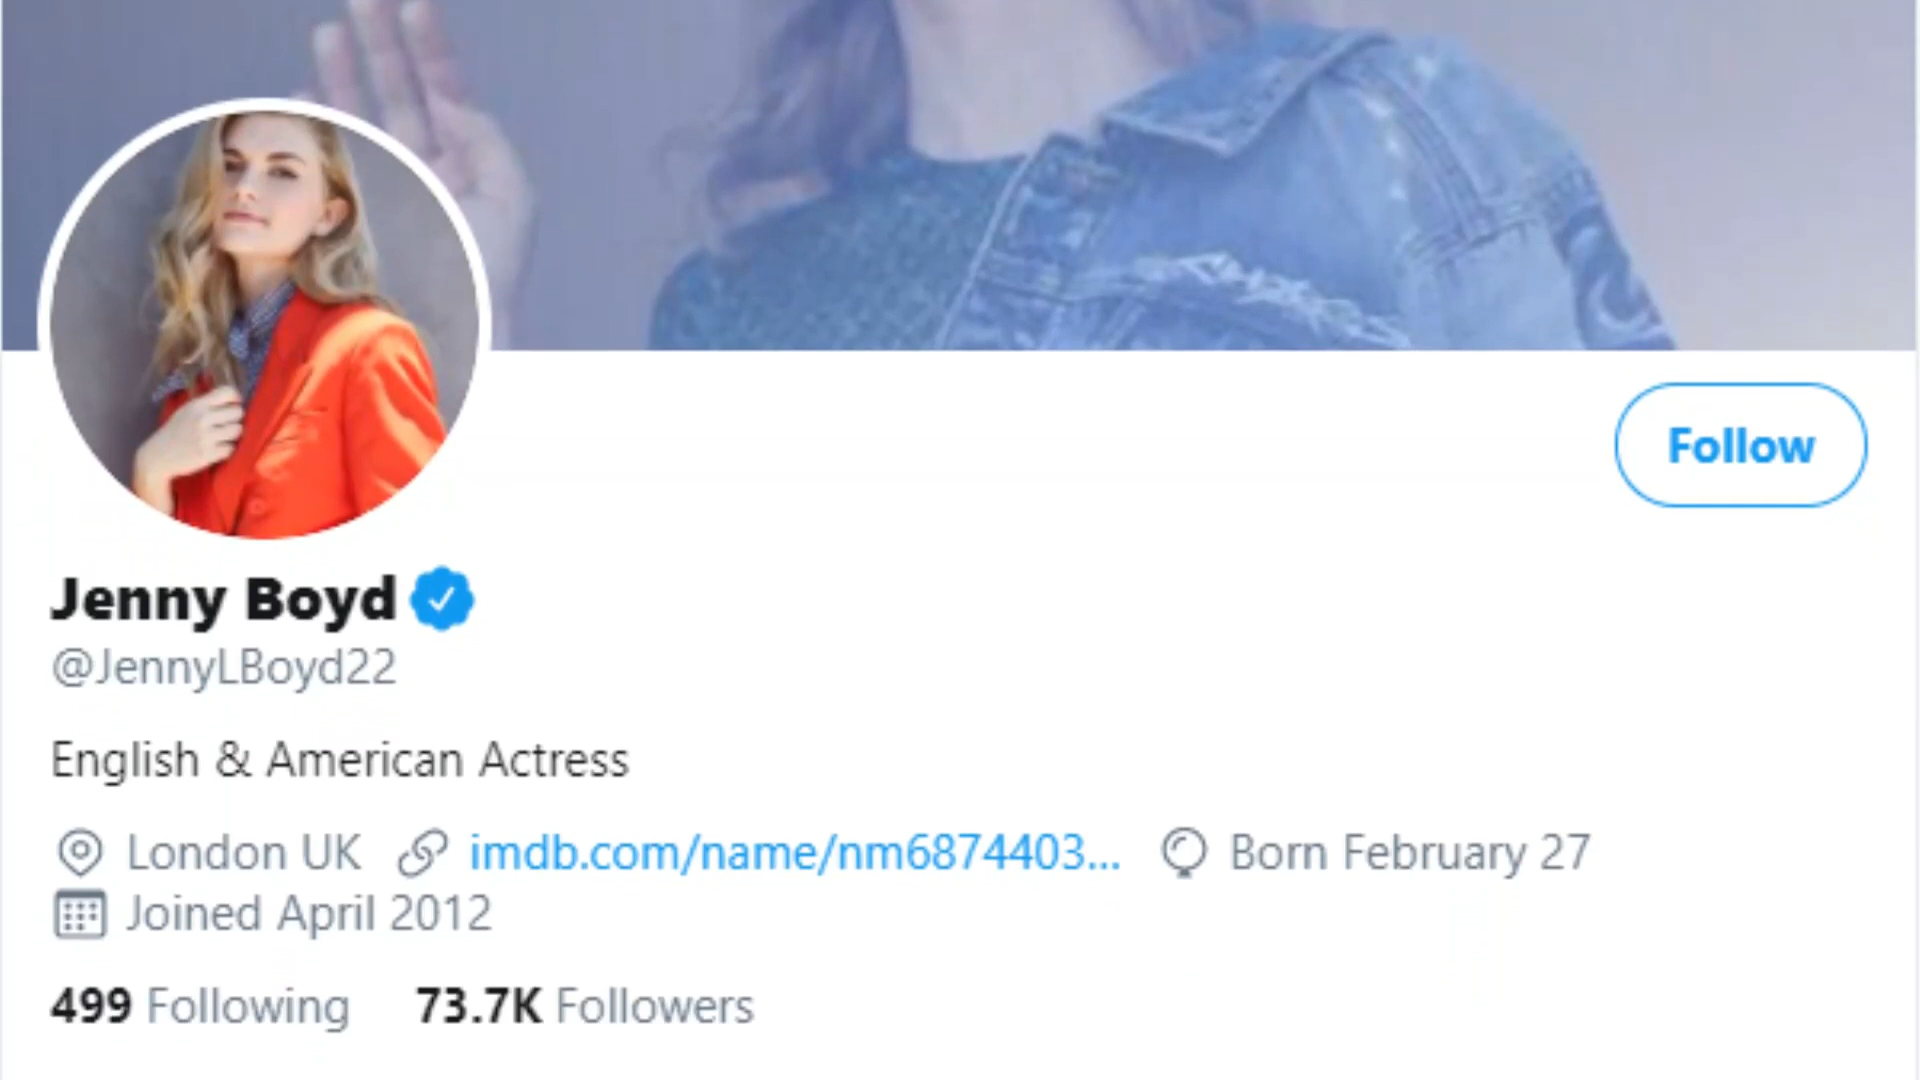 Follow
Jenny Boyd
@JennyLBoyd22
English & American Actress
London UK imdb.com/name/nm6874403... Born February 27
Joined April 2012
499 Following 73.7K Followers